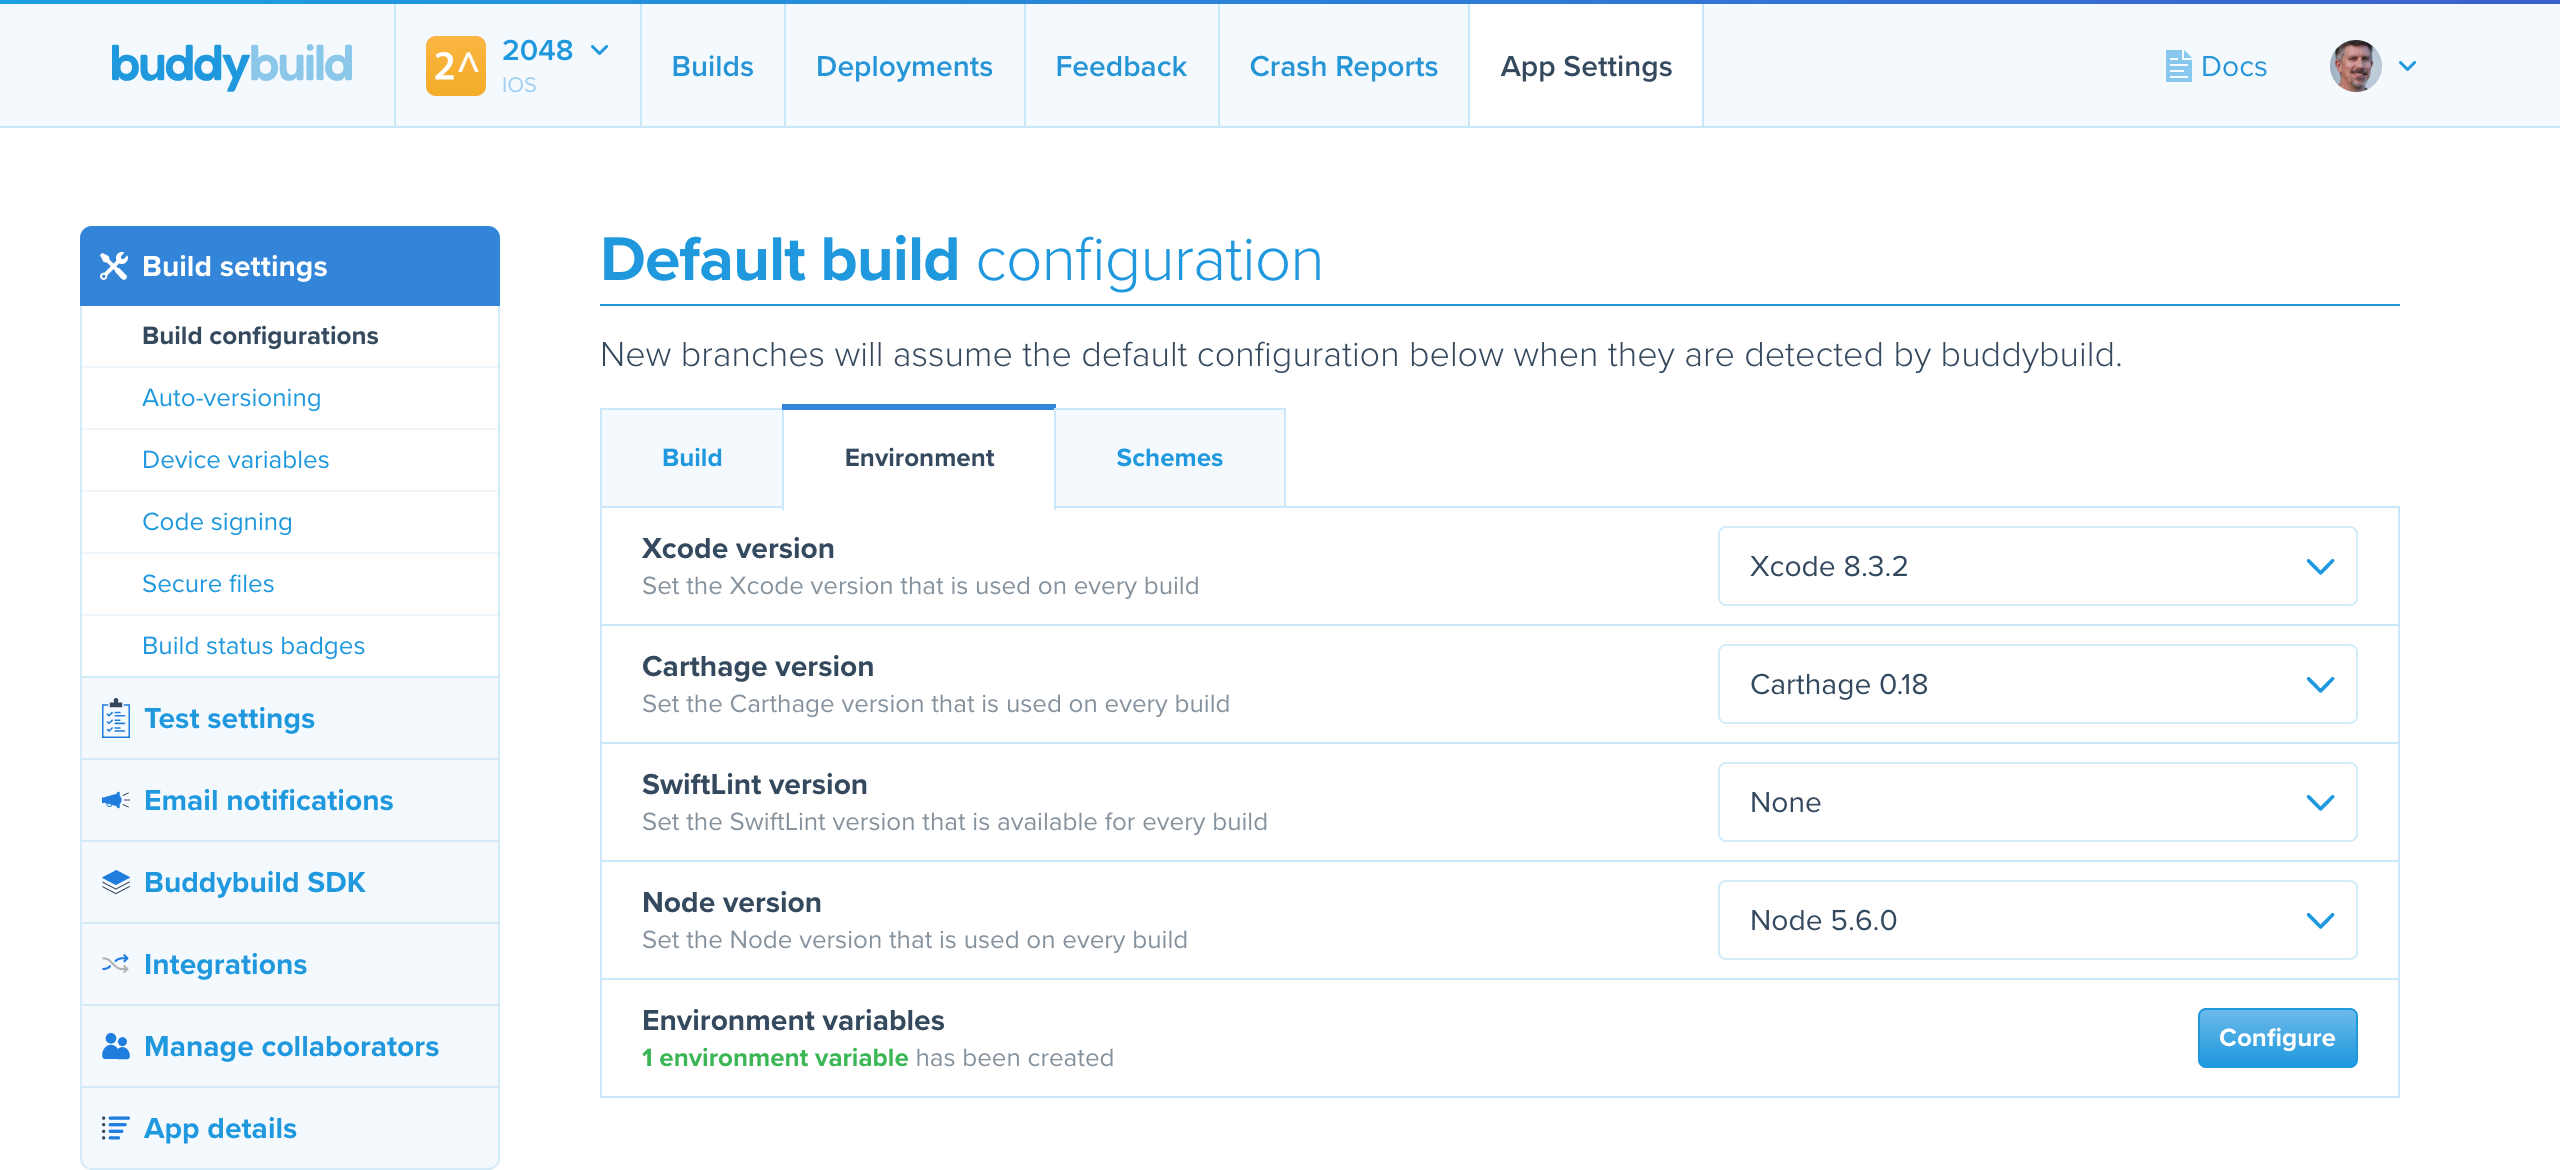 buddybuild
2^
2048
IOS
Builds
Deployments
Feedback
Crash Reports
App Settings
Docs
Build settings
Build configurations
Auto-versioning
Device variables
Code signing
Secure files
Build status badges
Test settings
Email notifications
Buddybuild SDK
Integrations
Manage collaborators
App details
Default build configuration
New branches will assume the default configuration below when they are detected by buddybuild.
Build
Environment
Schemes
Xcode version
Set the Xcode version that is used on every build
Xcode 8.3.2
Carthage version
Set the Carthage version that is used on every build
Carthage 0.18
SwiftLint version
Set the SwiftLint version that is available for every build
None
Node version
Set the Node version that is used on every build
Node 5.6.0
Environment variables
1 environment variable has been created
Configure